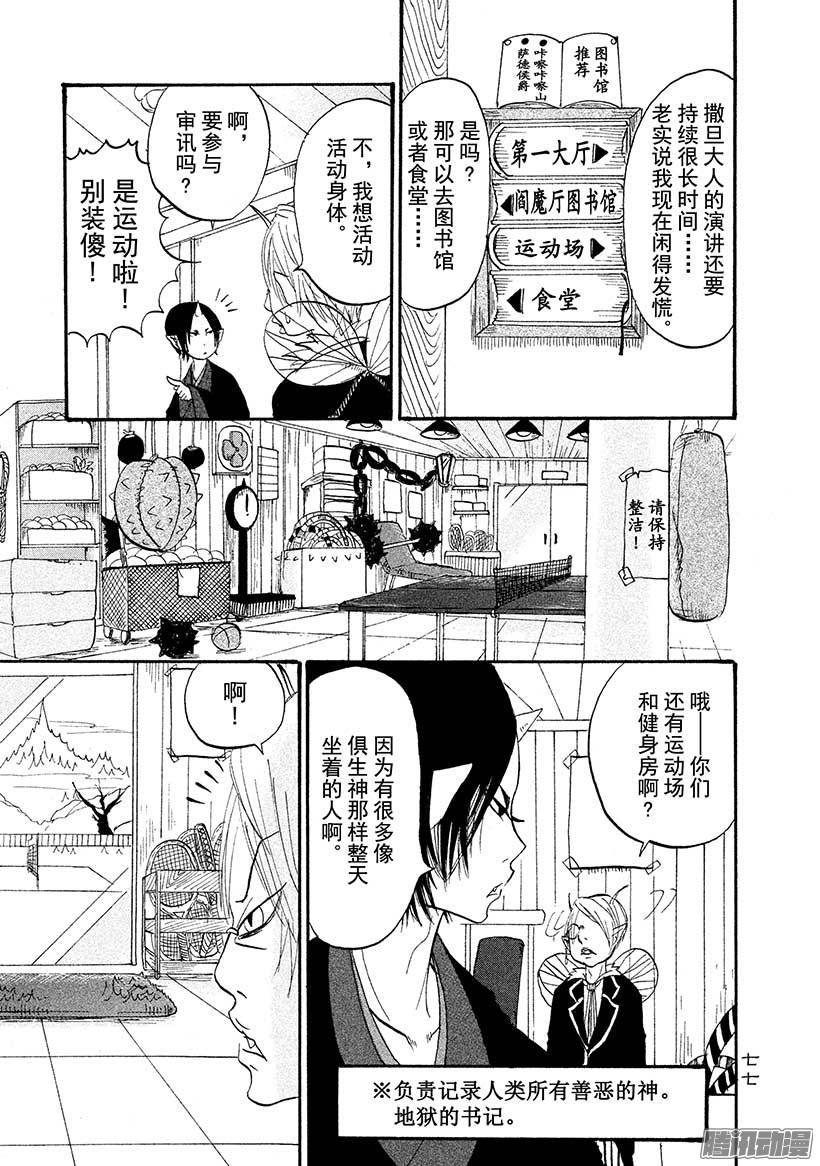 撒旦大人的演讲还要
持续很长时间……
老实说我现在闲得发慌。
图书馆
推荐
咔嚓咔嚓山
萨德侯爵
第一大厅
阎魔厅图书馆
运动场
食堂
是吗？
那可以去图书馆
或者食堂……
不，我想活动
活动身体。
啊，
要参与
审讯吗？
是运动啦！
别装傻！
请保持
整洁！
哦——你们
还有运动场
和健身房啊？
因为有很多像
俱生神那样整天
坐着的人啊。
※负责记录人类所有善恶的神。
地狱的书记。
啊！
七七
腾讯动漫